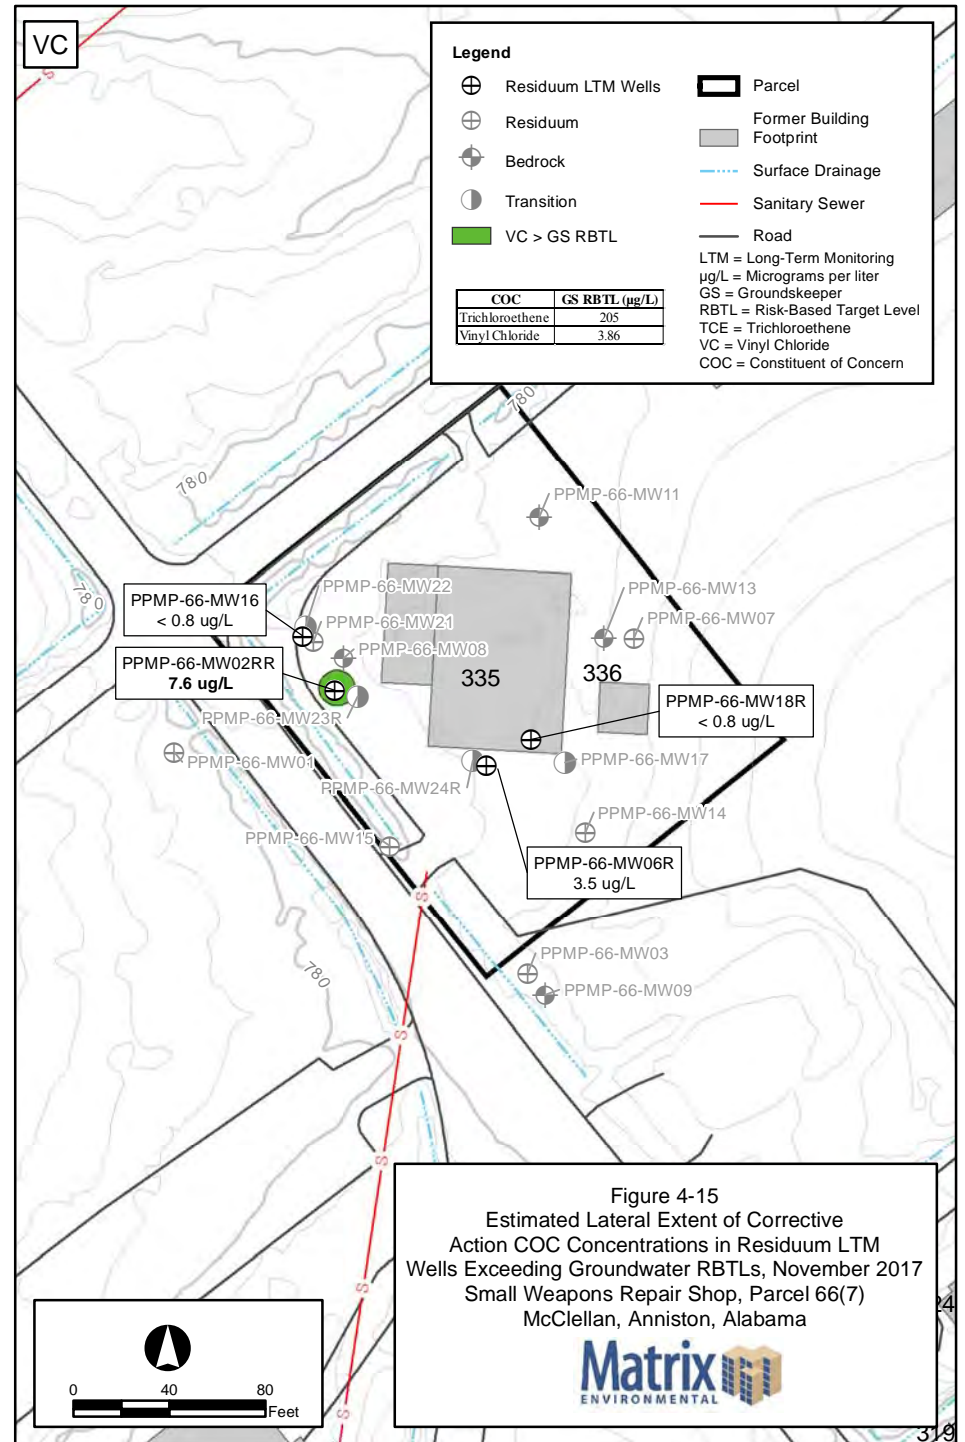 VC
Legend
Residuum LTM Wells
Residuum
Bedrock
Transition
VC > GS RBTL
Parcel
Former Building
Footprint
Surface Drainage
Sanitary Sewer
Road
LTM = Long-Term Monitoring
µg/L = Micrograms per liter
GS = Groundskeeper
RBTL = Risk-Based Target Level
TCE = Trichloroethene
VC = Vinyl Chloride
COC = Constituent of Concern
COC GS RBTL (µg/L)
Trichloroethene 205
Vinyl Chloride 3.86
S
780
780
PPMP-66-MW11
780
PPMP-66-MW16
< 0.8 ug/L
PPMP-66-MW22
PPMP-66-MW21
PPMP-66-MW08
PPMP-66-MW13
PPMP-66-MW07
PPMP-66-MW02RR
7.6 ug/L
335
336
PPMP-66-MW18R
< 0.8 ug/L
PPMP-66-MW23R
PPMP-66-MW01
PPMP-66-MW17
PPMP-66-MW24R
PPMP-66-MW14
PPMP-66-MW15
PPMP-66-MW06R
3.5 ug/L
S
PPMP-66-MW03
780
PPMP-66-MW09
S
S
S
S
Figure 4-15
Estimated Lateral Extent of Corrective
Action COC Concentrations in Residuum LTM
Wells Exceeding Groundwater RBTLs, November 2017
Small Weapons Repair Shop, Parcel 66(7)
McClellan, Anniston, Alabama
Matrix
ENVIRONMENTAL
0 40 80
Feet
24
319